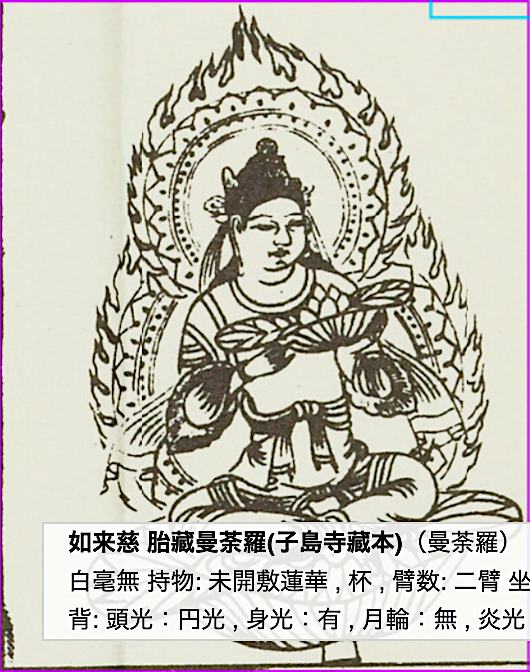 如来慈 胎藏曼荼羅(子島寺藏本)（曼荼羅）
白毫無 持物: 未開敷蓮華 , 杯 , 臂数: 二臂 坐
背: 頭光：円光 , 身光：有 , 月輪：無 , 炎光